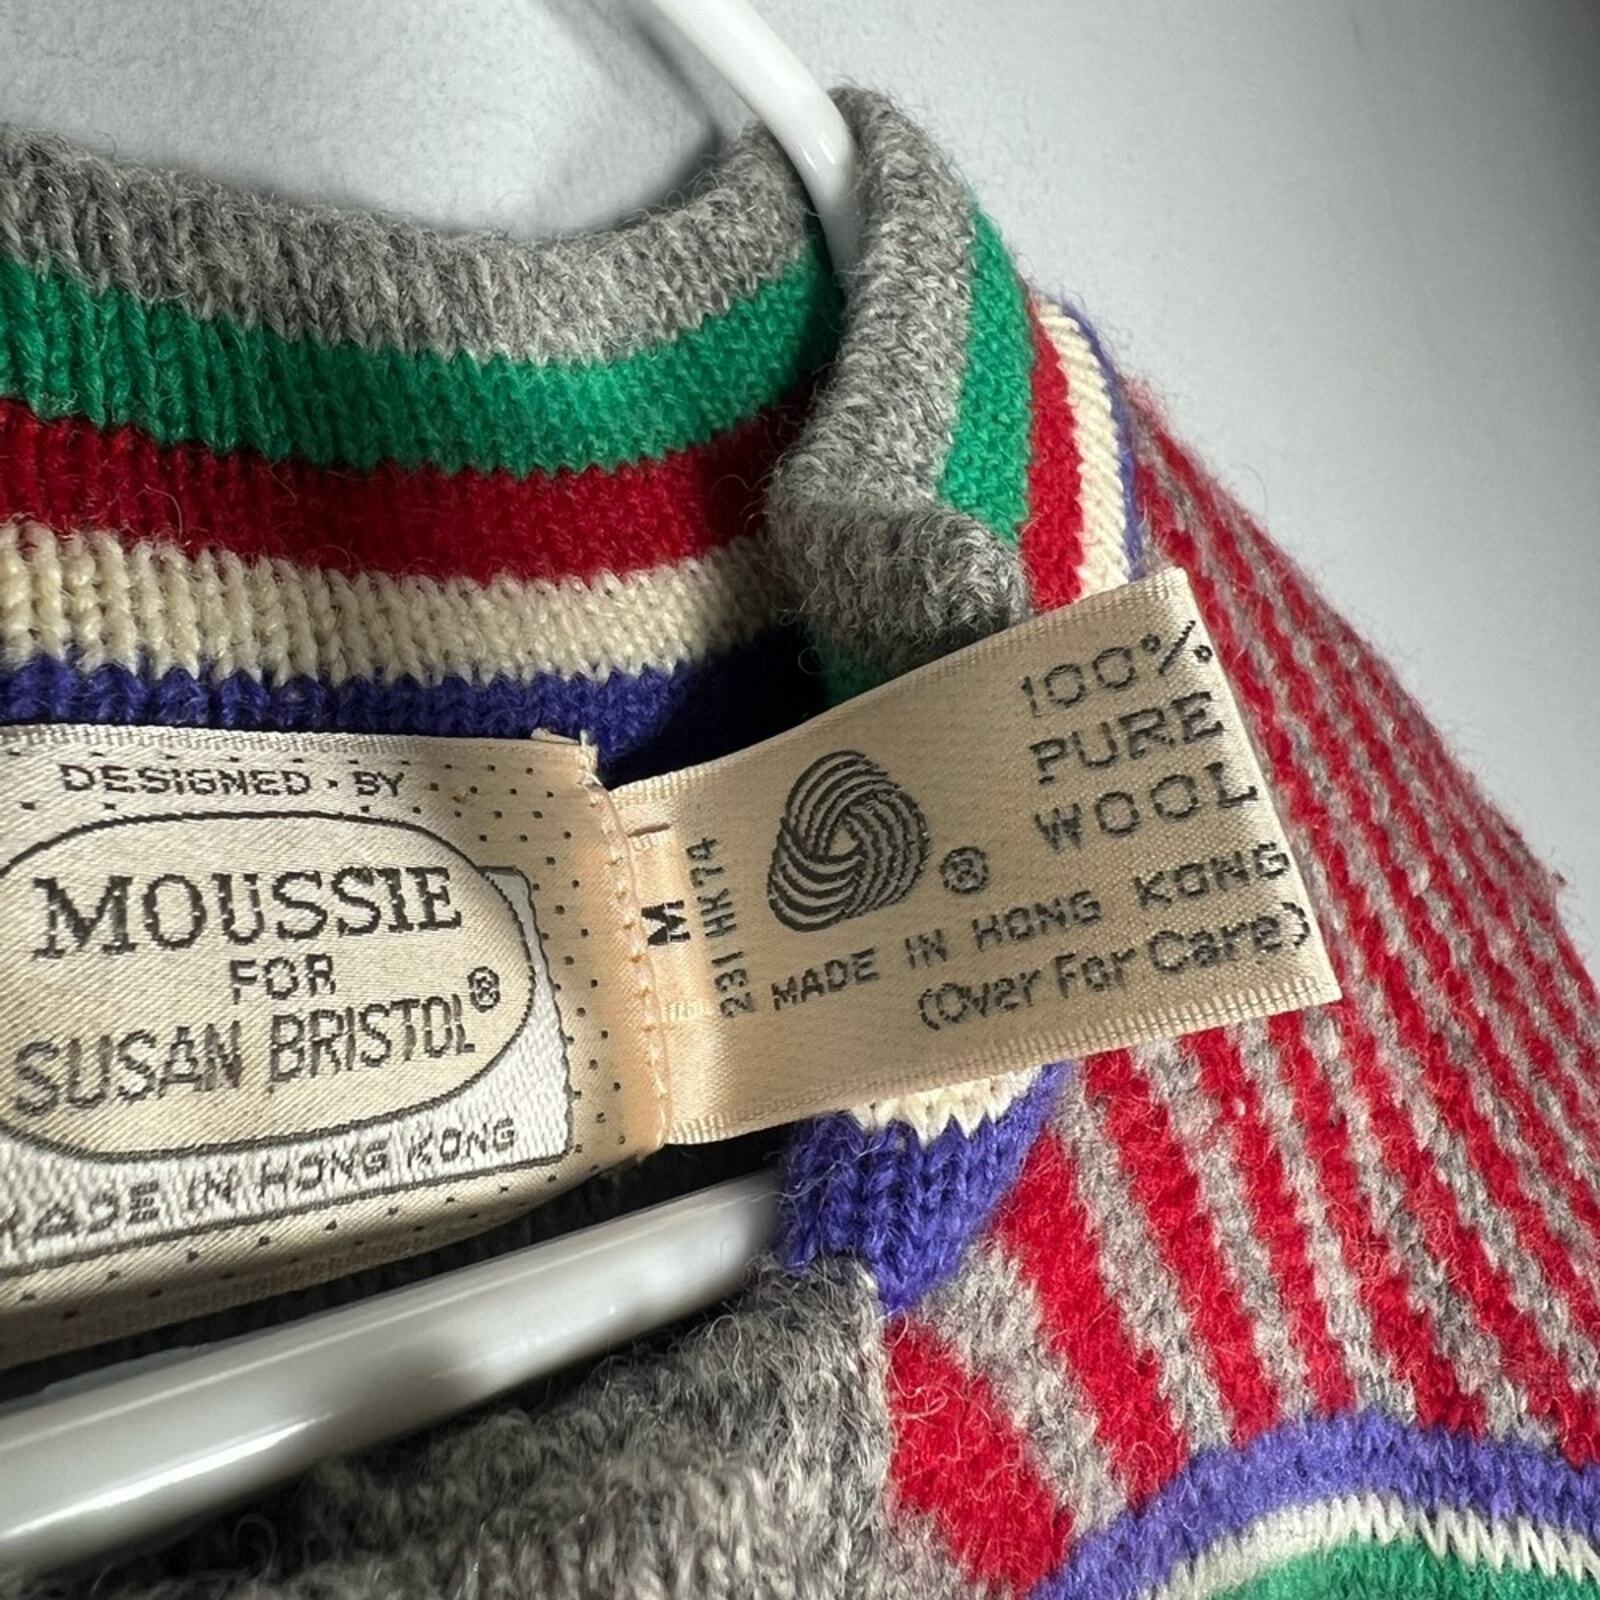 DESIGNED · BY
MOUSSIE
FOR
SUSAN BRISTOL®
MADE IN HONG KONG
M
231 HK74
®
100%
PURE
WOOL
MADE IN HONG KONG
(Over For Care)